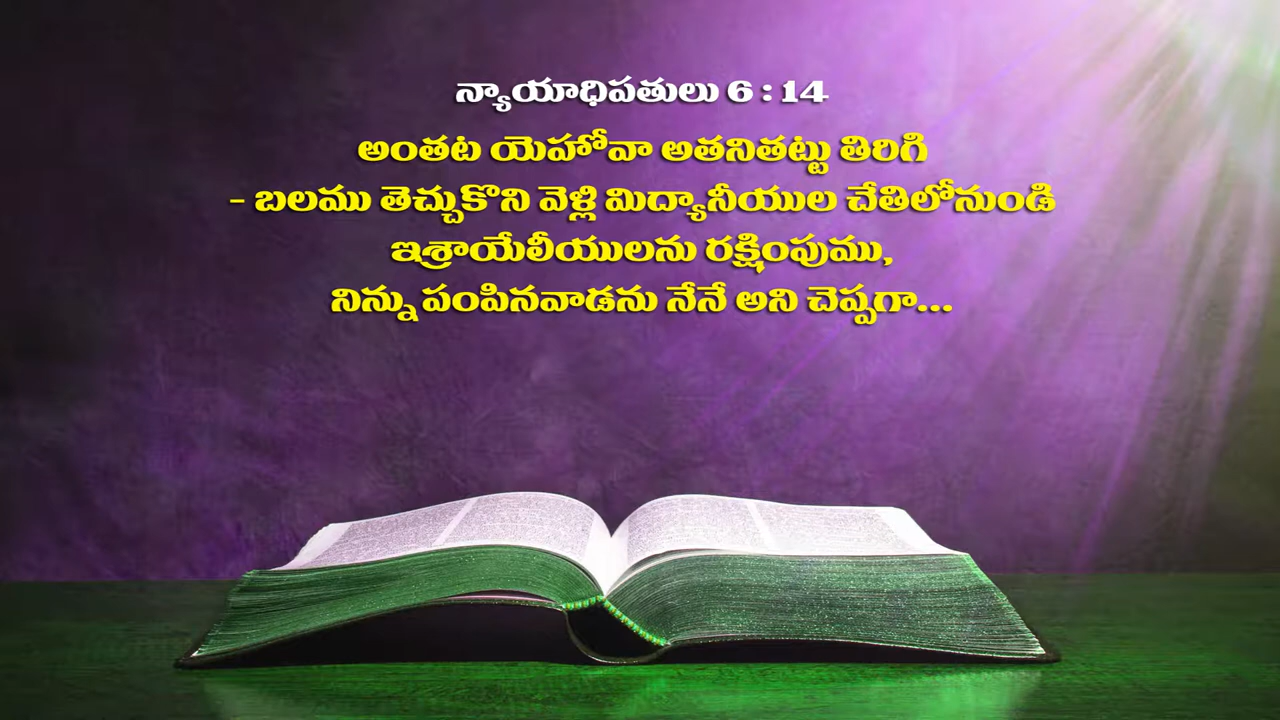 న్యాయాధిపతులు 6 : 14
అంతట యెహోవా అతనితట్టు తిరిగి
- బలము తెచ్చుకొని వెళ్లి మిద్యానీయుల చేతిలోనుండి
ఇశ్రాయేలీయులను రక్షింపుము,
నిన్ను పంపినవాడను నేనే అని చెప్పగా...